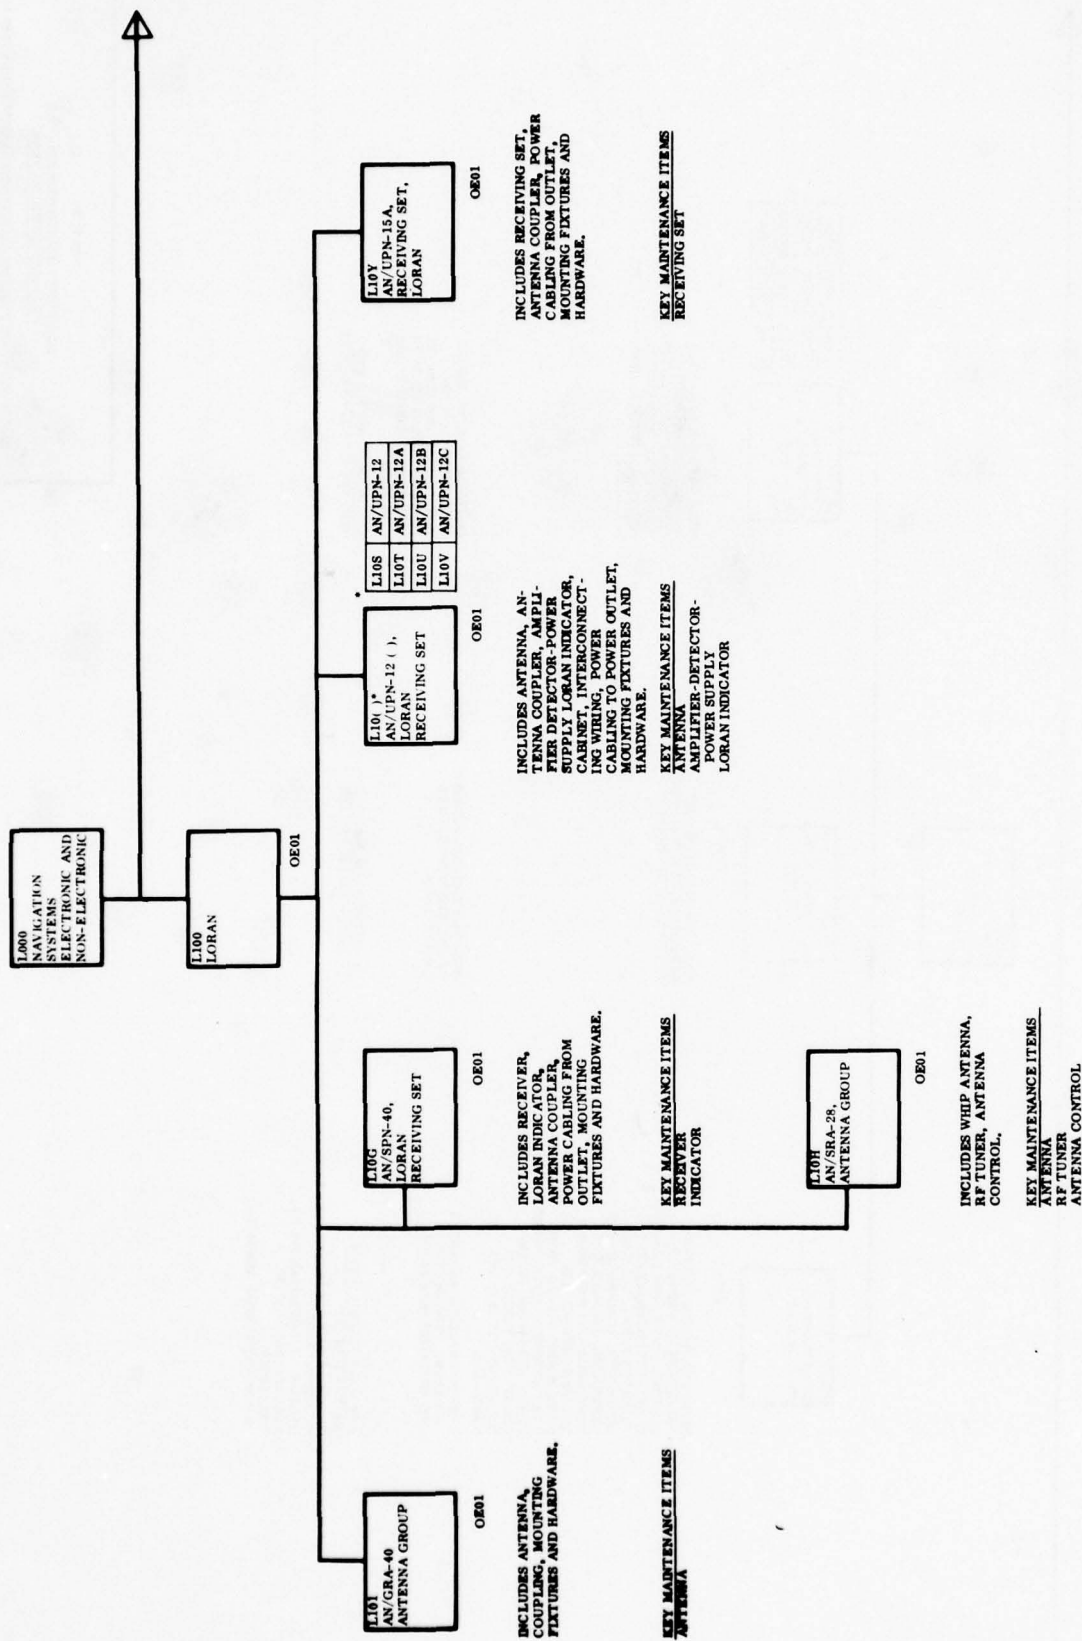 L000
NAVIGATION
SYSTEMS
ELECTRONIC AND
NON-ELECTRONIC
L100
LORAN
OE01
L101
AN/GRA-40
ANTENNA GROUP
OE01
INCLUDES ANTENNA,
COUPLING, MOUNTING
FIXTURES AND HARDWARE.
KEY MAINTENANCE ITEMS
ANTENNA
L10G
AN/SPN-40,
LORAN
RECEIVING SET
OE01
INCLUDES RECEIVER,
LORAN INDICATOR,
ANTENNA COUPLER,
POWER CABLING FROM
OUTLET, MOUNTING
FIXTURES AND HARDWARE.
KEY MAINTENANCE ITEMS
RECEIVER
INDICATOR
L10H
AN/SRA-28,
ANTENNA GROUP
OE01
INCLUDES WHIP ANTENNA,
RF TUNER, ANTENNA
CONTROL.
KEY MAINTENANCE ITEMS
ANTENNA
RF TUNER
ANTENNA CONTROL
L10( )*
AN/UPN-12 ( ),
LORAN
RECEIVING SET
OE01
*
L10S AN/UPN-12
L10T AN/UPN-12A
L10U AN/UPN-12B
L10V AN/UPN-12C
INCLUDES ANTENNA, AN-
TENNA COUPLER, AMPLI-
FIER DETECTOR-POWER
SUPPLY LORAN INDICATOR,
CABINET, INTERCONNECT-
ING WIRING, POWER
CABLING TO POWER OUTLET,
MOUNTING FIXTURES AND
HARDWARE.
KEY MAINTENANCE ITEMS
ANTENNA
AMPLIFIER-DETECTOR-
POWER SUPPLY
LORAN INDICATOR
L10Y
AN/UPN-15A,
RECEIVING SET,
LORAN
OE01
INCLUDES RECEIVING SET,
ANTENNA COUPLER, POWER
CABLING FROM OUTLET,
MOUNTING FIXTURES AND
HARDWARE.
KEY MAINTENANCE ITEMS
RECEIVING SET